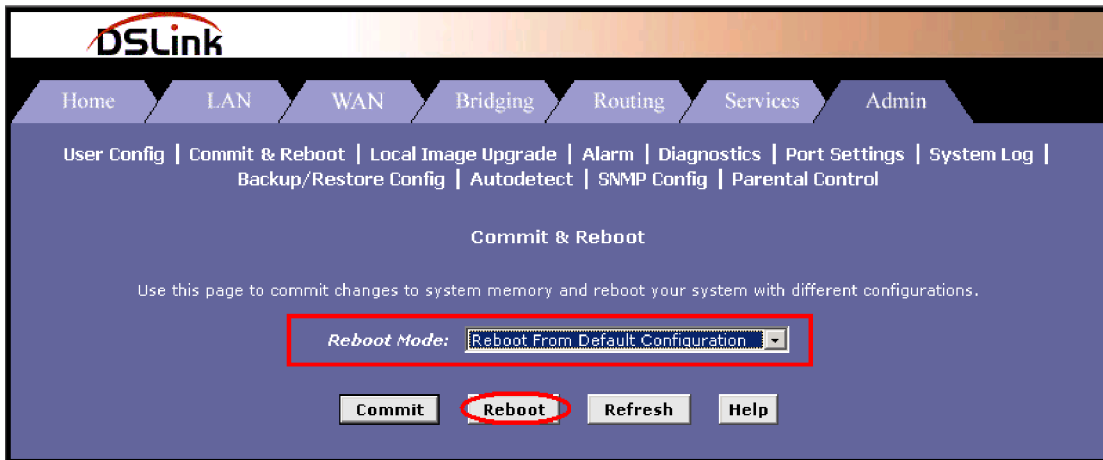 DSLink
Home LAN WAN Bridging Routing Services Admin
User Config | Commit & Reboot | Local Image Upgrade | Alarm | Diagnostics | Port Settings | System Log |
Backup/Restore Config | Autodetect | SNMP Config | Parental Control
Commit & Reboot
Use this page to commit changes to system memory and reboot your system with different configurations.
Reboot Mode: Reboot From Default Configuration
Commit Reboot Refresh Help